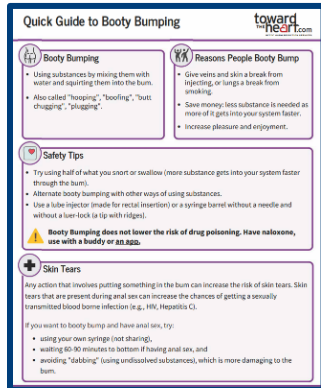 Quick Guide to Booty Bumping
toward
the heart.com
Booty Bumping
• Using substances by mixing them with
water and squirting them into the bum.
• Also called "hooping", "boofing", "butt
chugging", "plugging".
Reasons People Booty Bump
• Give veins and skin a break from
injecting, or lungs a break from
smoking.
• Save money: less substance is needed as
more of it gets into your system faster.
• Increase pleasure and enjoyment.
Safety Tips
• Try using half of what you snort or swallow (more substance gets into your system faster
through the bum).
• Alternate booty bumping with other ways of using substances.
• Use a lube injector (made for rectal insertion) or a syringe barrel without a needle and
without a luer-lock (a tip with ridges).
Booty Bumping does not lower the risk of drug poisoning. Have naloxone,
use with a buddy or an app.
Skin Tears
Any action that involves putting something in the bum can increase the risk of skin tears. Skin
tears that are present during anal sex can increase the chances of getting a sexually
transmitted blood borne infection (e.g., HIV, Hepatitis C).
If you want to booty bump and have anal sex, try:
• using your own syringe (not sharing),
• waiting 60-90 minutes to bottom if having anal sex, and
• avoiding "dabbing" (using undissolved substances), which is more damaging to the
bum.